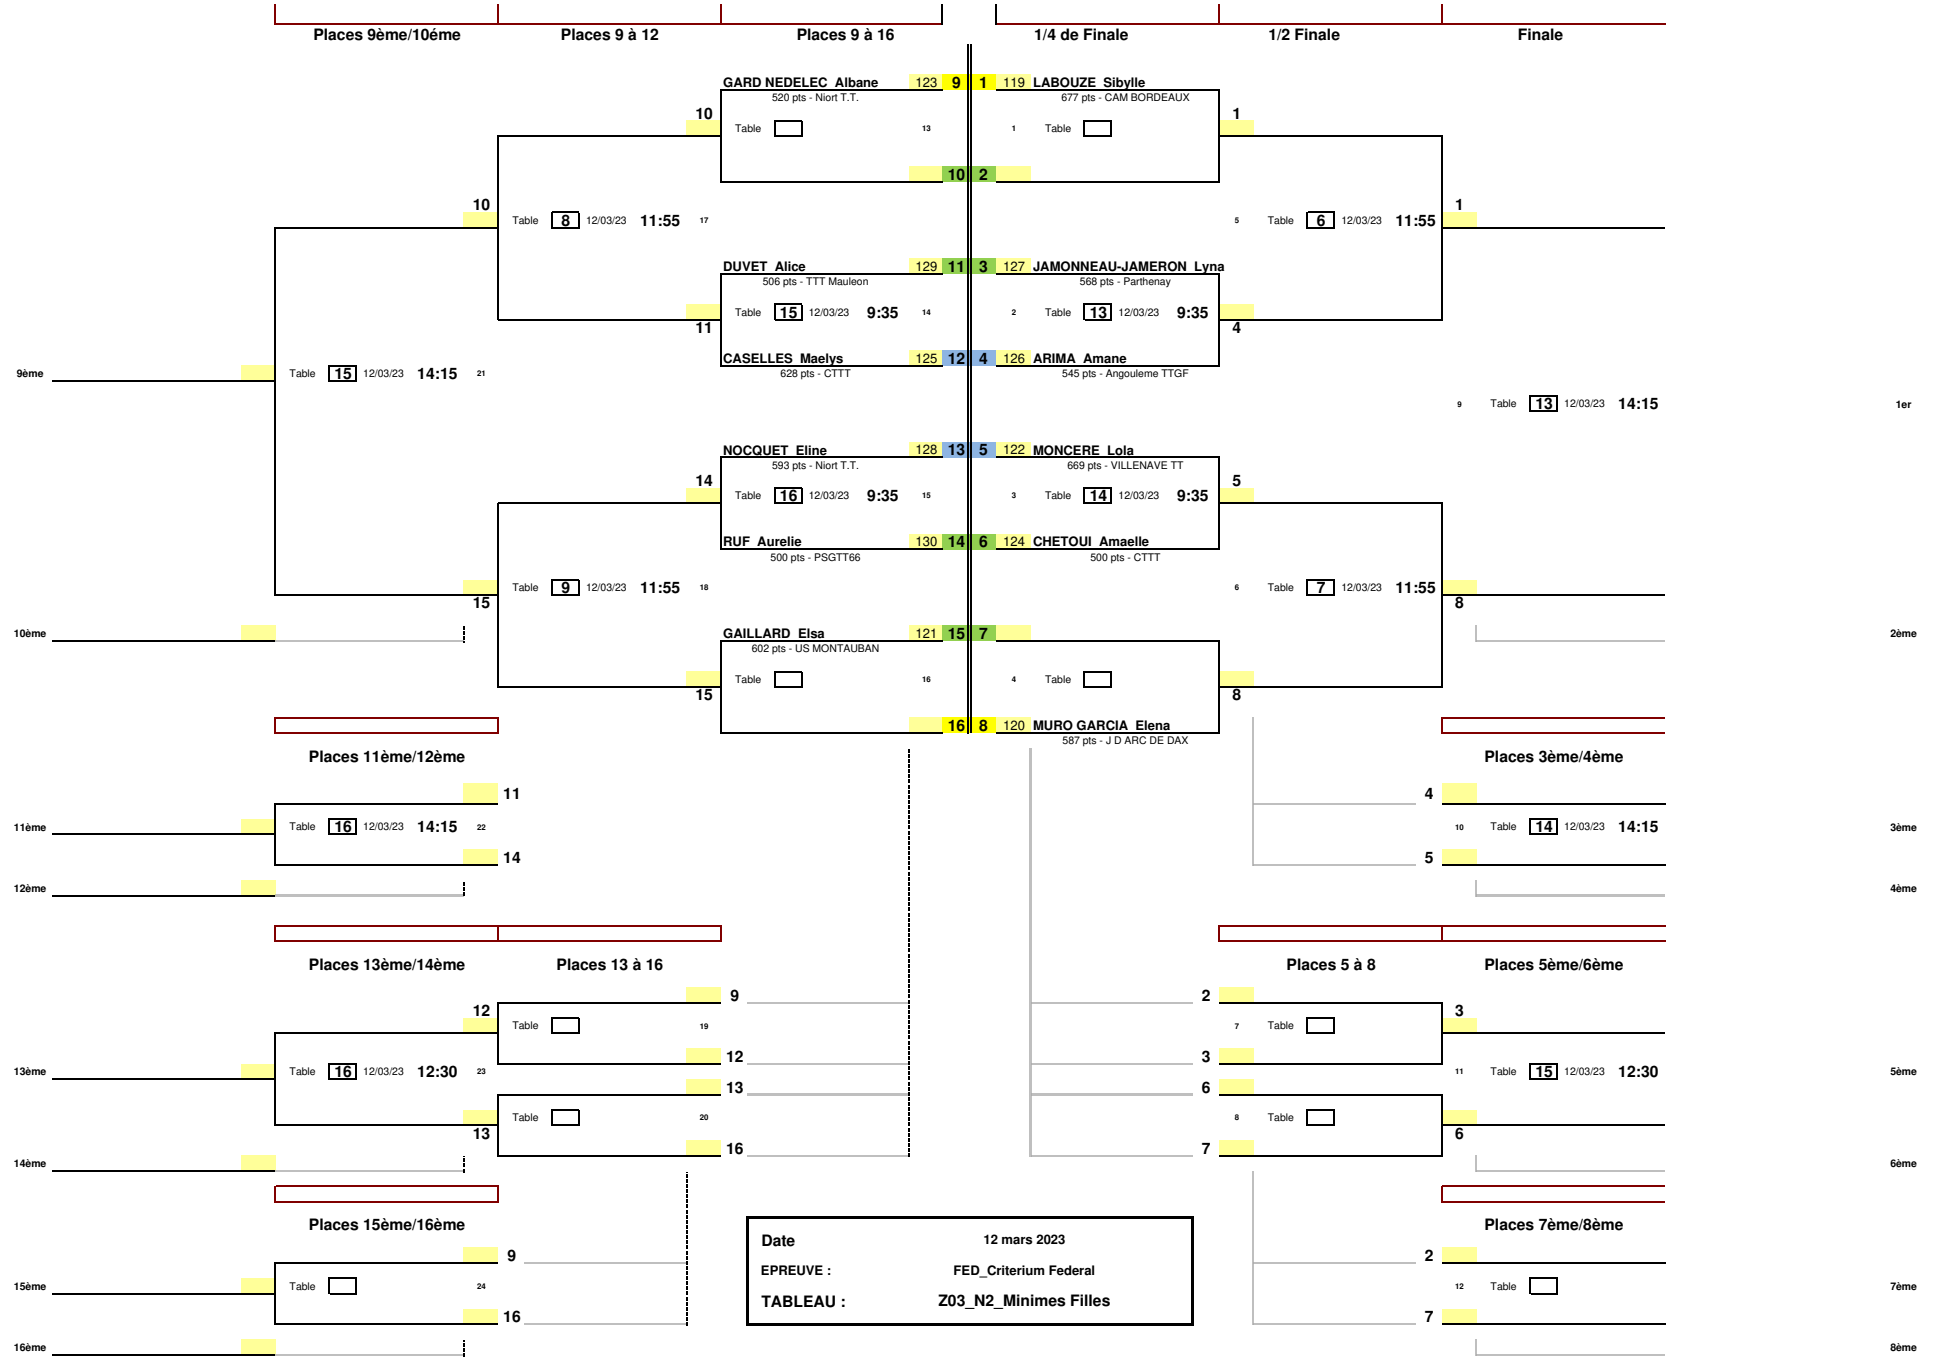 Places 9ème/10éme Places 9 à 12 Places 9 à 16 1/4 de Finale 1/2 Finale Finale
GARD NEDELEC Albane 123 9 1 119 LABOUZE Sibylle
520 pts - Niort T.T. 677 pts - CAM BORDEAUX
10 1
Table 13 1 Table
10 2
10 1
Table 8 12/03/23 11:55 17 5 Table 6 12/03/23 11:55
DUVET Alice 129 11 3 127 JAMONNEAU-JAMERON Lyna
506 pts - TTT Mauleon 568 pts - Parthenay
Table 15 12/03/23 9:35 14 2 Table 13 12/03/23 9:35
11 4
CASELLES Maelys 125 12 4 126 ARIMA Amane
628 pts - CTTT 545 pts - Angouleme TTGF
9ème Table 15 12/03/23 14:15 21
9 Table 13 12/03/23 14:15 1er
NOCQUET Eline 128 13 5 122 MONCERE Lola
593 pts - Niort T.T. 669 pts - VILLENAVE TT
14 5
Table 16 12/03/23 9:35 15 3 Table 14 12/03/23 9:35
RUF Aurelie 130 14 6 124 CHETOUI Amaelle
500 pts - PSGTT66 500 pts - CTTT
Table 9 12/03/23 11:55 18 6 Table 7 12/03/23 11:55
15 8
10ème GAILLARD Elsa 121 15 7 2ème
602 pts - US MONTAUBAN
Table 16 4 Table
15 8
16 8 120 MURO GARCIA Elena
587 pts - J D ARC DE DAX
Places 11ème/12ème Places 3ème/4ème
11 4
11ème Table 16 12/03/23 14:15 22 10 Table 14 12/03/23 14:15 3ème
14 5
12ème 4ème
Places 13ème/14ème Places 13 à 16 Places 5 à 8 Places 5ème/6ème
9 2
12 3
Table 19 7 Table
12 3
13ème Table 16 12/03/23 12:30 23 11 Table 15 12/03/23 12:30 5ème
13 6
Table 20 8 Table
13 6
16 7
14ème 6ème
Places 15ème/16ème Places 7ème/8ème
Date 12 mars 2023
9 2
EPREUVE : FED_Criterium Federal
15ème Table 24 12 Table 7ème
TABLEAU : Z03_N2_Minimes Filles
16 7
16ème 8ème